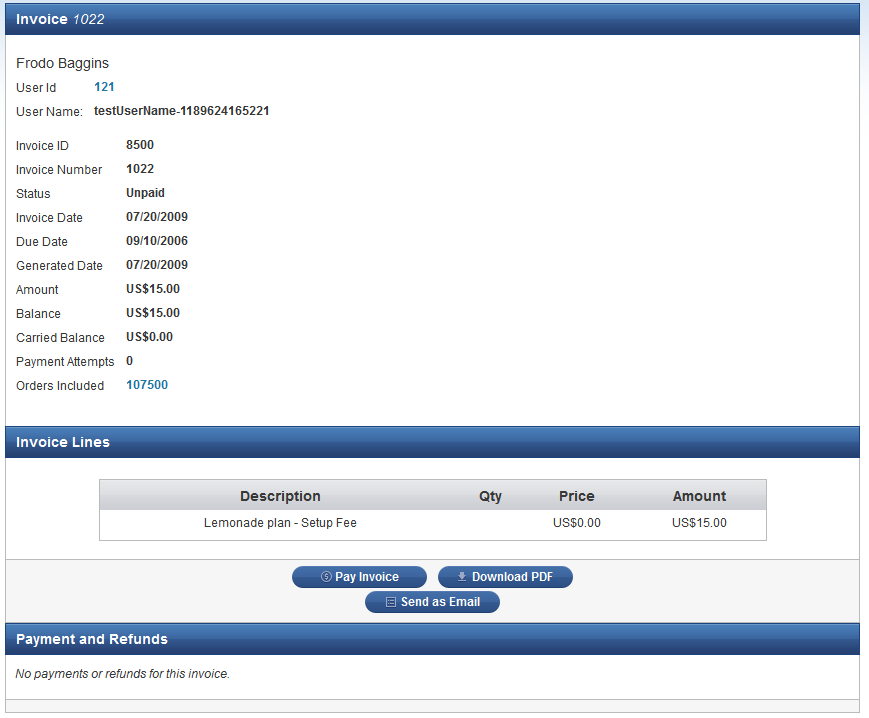 Invoice 1022
Frodo Baggins
User Id 121
User Name: testUserName-1189624165221
Invoice ID 8500
Invoice Number 1022
Status Unpaid
Invoice Date 07/20/2009
Due Date 09/10/2006
Generated Date 07/20/2009
Amount US$15.00
Balance US$15.00
Carried Balance US$0.00
Payment Attempts 0
Orders Included 107500
Invoice Lines
Description Qty Price Amount
Lemonade plan - Setup Fee US$0.00 US$15.00
Pay Invoice Download PDF
Send as Email
Payment and Refunds
No payments or refunds for this invoice.